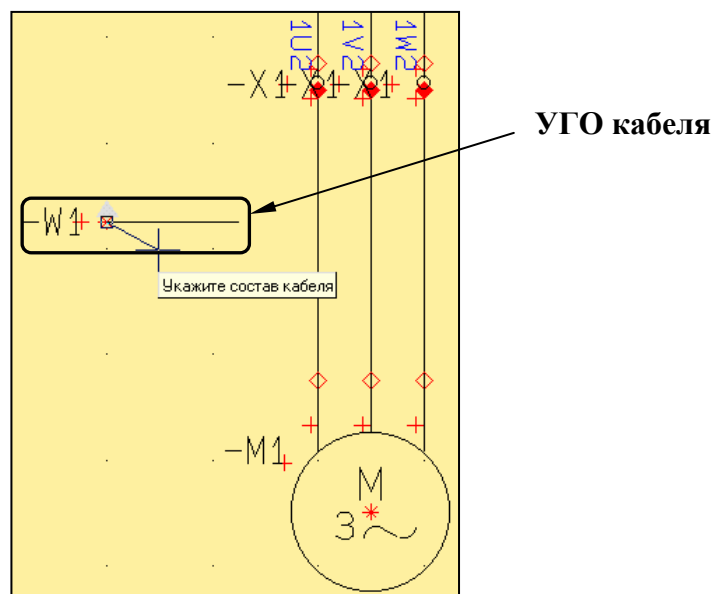 1U2 1V2 1W2
-X1-X1-X1
УГО кабеля
-W1
Укажите состав кабеля
-M1
M
3~